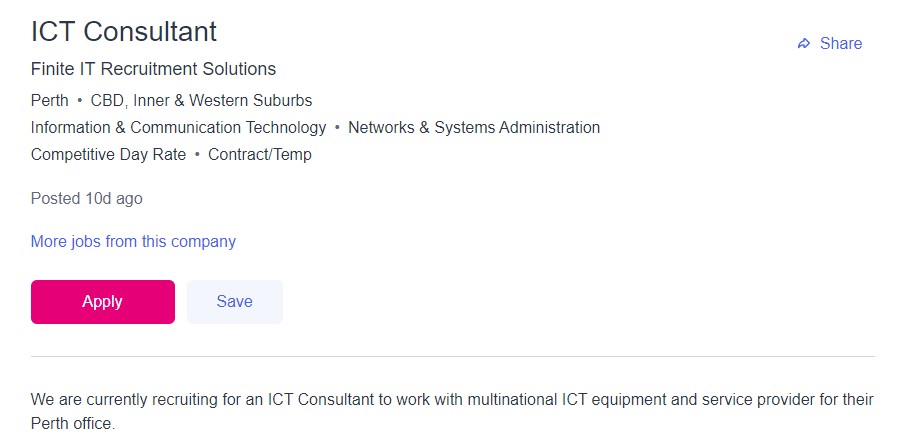 ICT Consultant
Share
Finite IT Recruitment Solutions
Perth • CBD, Inner & Western Suburbs
Information & Communication Technology • Networks & Systems Administration
Competitive Day Rate • Contract/Temp
Posted 10d ago
More jobs from this company
Apply
Save
We are currently recruiting for an ICT Consultant to work with multinational ICT equipment and service provider for their
Perth office.